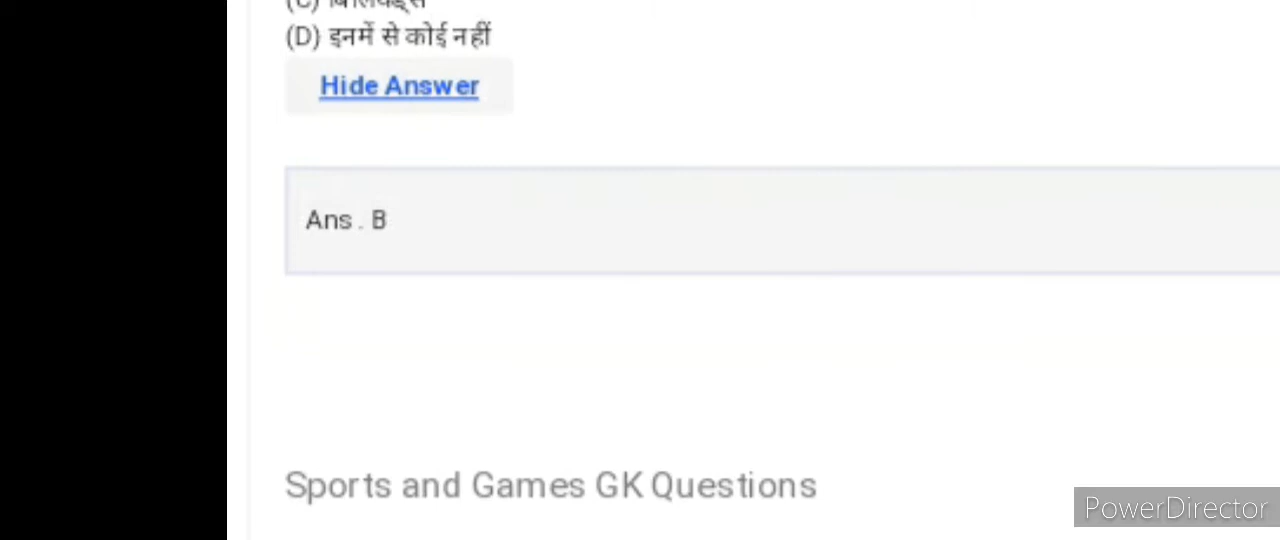 (D) इनमें से कोई नहीं
Hide Answer
Ans . B
Sports and Games GK Questions
PowerDirector